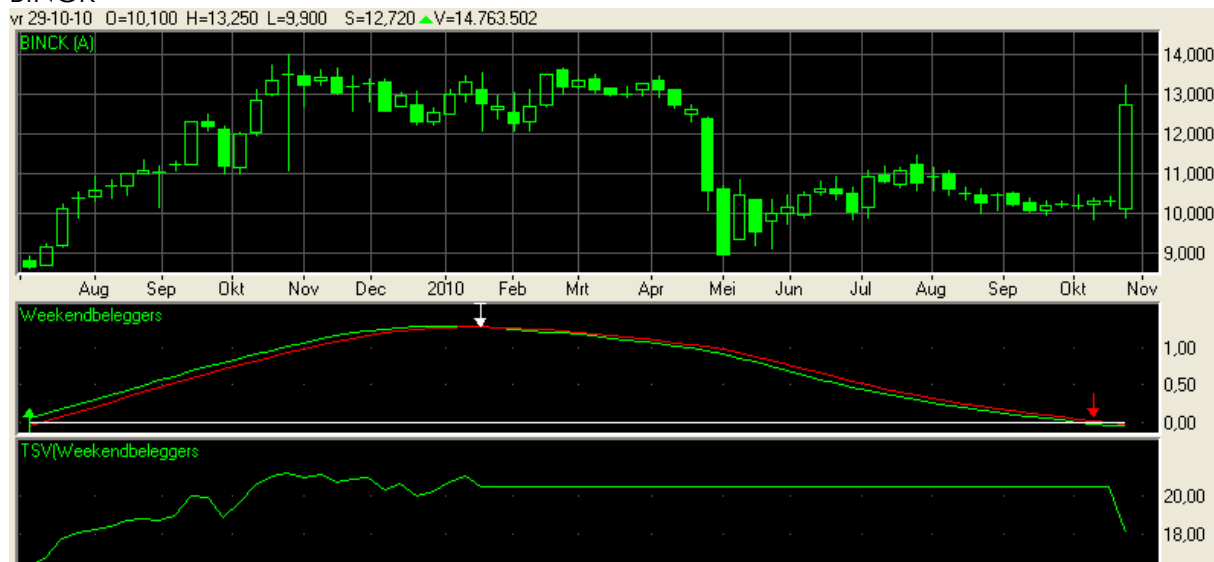 BINCK
vr 29-10-10 O=10,100 H=13,250 L=9,900 S=12,720 V=14.763.502
BINCK (A)
14,000
13,000
12,000
11,000
10,000
9,000
Aug Sep Okt Nov Dec 2010 Feb Mrt Apr Mei Jun Jul Aug Sep Okt Nov
Weekendbeleggers
1,00
0,50
0,00
TSV(Weekendbeleggers
20,00
18,00